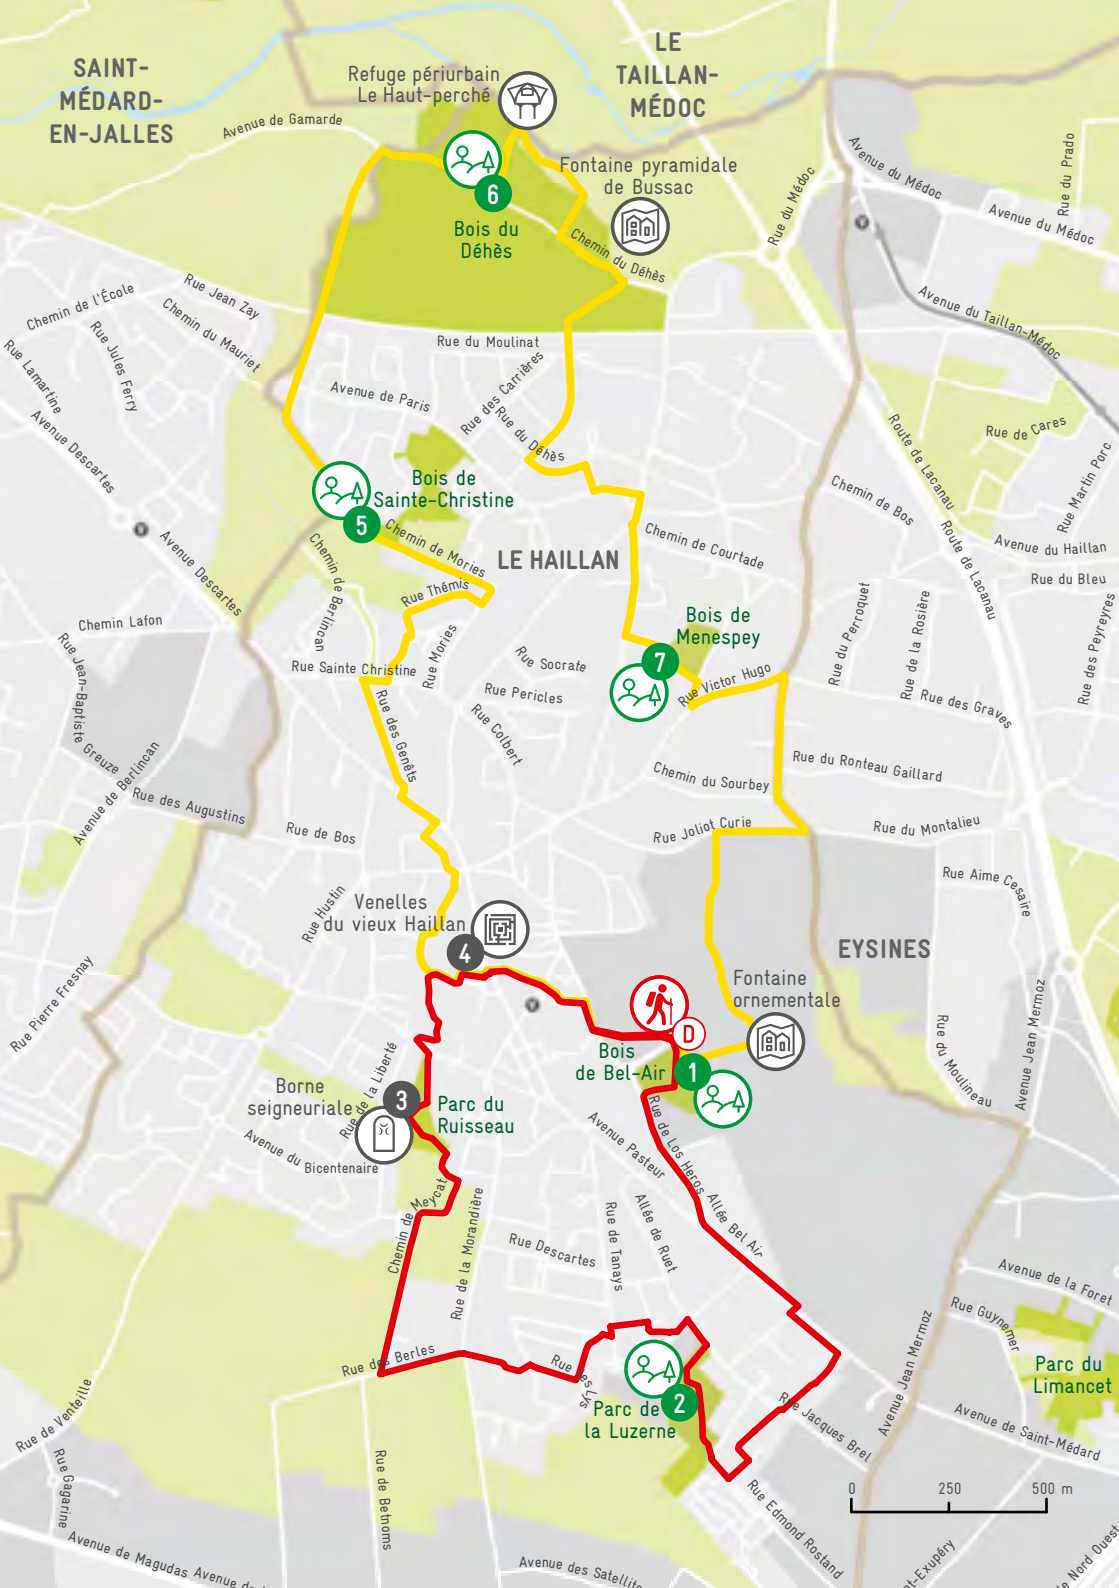 SAINT-
MÉDARD-
EN-JALLES
LE
TAILLAN-
MÉDOC
Refuge périurbain
Le Haut-perché
Avenue de Gamarde
6
Bois du
Déhès
Fontaine pyramidale
de Bussac
Chemin du Déhès
Rue du Médoc
Avenue du Médoc
Avenue du Médoc
Rue du Prado
Avenue du Taillan-Médoc
Chemin de l'École
Rue Jean Zay
Chemin du Mauriet
Rue Jules Ferry
Rue Lamartine
Avenue Descartes
Rue du Moulinat
Avenue de Paris
Rue des Carrières
Rue du Déhès
Route de Lacanau
Rue de Cares
Rue Martin Porc
Bois de
Sainte-Christine
5
Chemin de Mories
Chemin de Bos
Route de Lacanau
Avenue du Haillan
Rue du Bleu
Avenue Descartes
Chemin de Berlincan
LE HAILLAN
Chemin de Courtade
Rue Thémis
Chemin Lafon
Rue Jean-Baptiste Greuze
Rue Sainte Christine
Rue Mories
Rue Socrafe
Rue Pericles
Rue Colbert
Bois de
Menespey
7
Rue Victor Hugo
Rue du Perroquet
Rue de la Rosière
Rue des Graves
Rue des Peyreyres
Rue des Genêts
Avenue de Berlincan
Rue des Augustins
Rue de Bos
Chemin du Sourbey
Rue du Ronteau Gaillard
Rue Joliot Curie
Rue du Montalieu
Rue Aime Cesaire
Rue Hustin
Venelles
du vieux Haillan
4
EYSINES
Rue Pierre Fresnay
Fontaine
ornementale
D
Bois
de Bel-Air
1
Rue du Moulineau
Avenue Jean Mermoz
Borne
seigneuriale
3
Rue de la Liberté
Parc du
Ruisseau
Avenue du Bicentenaire
Avenue Pasteur
Rue de Los Heros
Allée Bel Air
Chemin de Meycat
Rue de la Morandière
Rue Descartes
Rue de Tanays
Allée de Ruet
Avenue de la Foret
Rue Guynemer
Avenue Jean Mermoz
Parc du
Limancet
Rue des Berles
Rue des Lys
Parc de
la Luzerne
2
Rue Jacques Brel
Avenue de Saint-Médard
Rue de Venteille
Rue Gagarine
Rue de Betnoms
Rue Edmond Rostand
0 250 500 m
Avenue de Magudas
Avenue d
Avenue des Satellite
t-Exupéry
le Nord Ouest